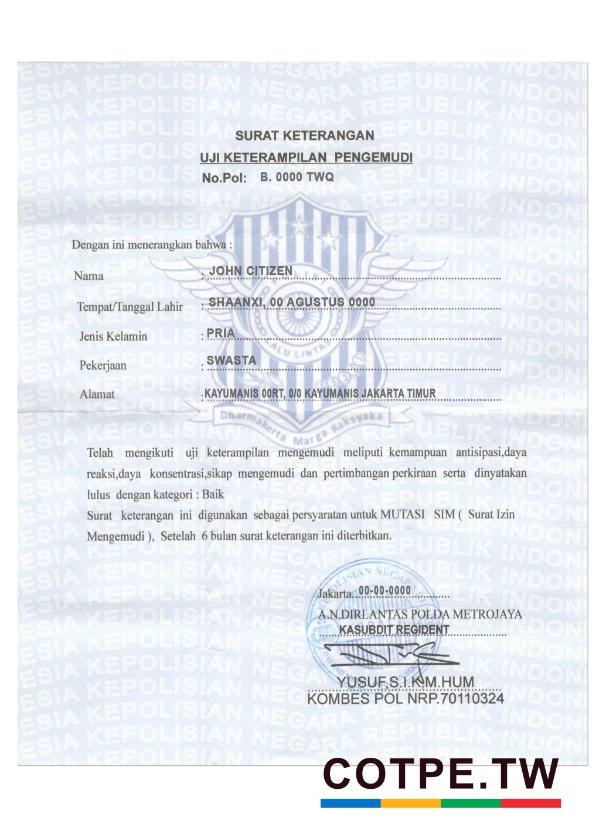 SURAT KETERANGAN
UJI KETERAMPILAN PENGEMUDI
No.Pol: B. 0000 TWQ
Dengan ini menerangkan bahwa :
Nama : JOHN CITIZEN
Tempat/Tanggal Lahir : SHAANXI, 00 AGUSTUS 0000
Jenis Kelamin : PRIA
Pekerjaan : SWASTA
Alamat : KAYUMANIS 00RT, 0/0 KAYUMANIS JAKARTA TIMUR
Dharmakerta Marga Raksyaka
Telah mengikuti uji keterampilan mengemudi meliputi kemampuan antisipasi,daya
reaksi,daya konsentrasi,sikap mengemudi dan pertimbangan perkiraan serta dinyatakan
lulus dengan kategori : Baik
Surat keterangan ini digunakan sebagai persyaratan untuk MUTASI SIM ( Surat Izin
Mengemudi ), Setelah 6 bulan surat keterangan ini diterbitkan.
Jakarta, 00-00-0000
A.N.DIRLANTAS POLDA METROJAYA
KASUBDIT REGIDENT
YUSUF,S.I.K,M.HUM
KOMBES POL NRP.70110324
COTPE.TW